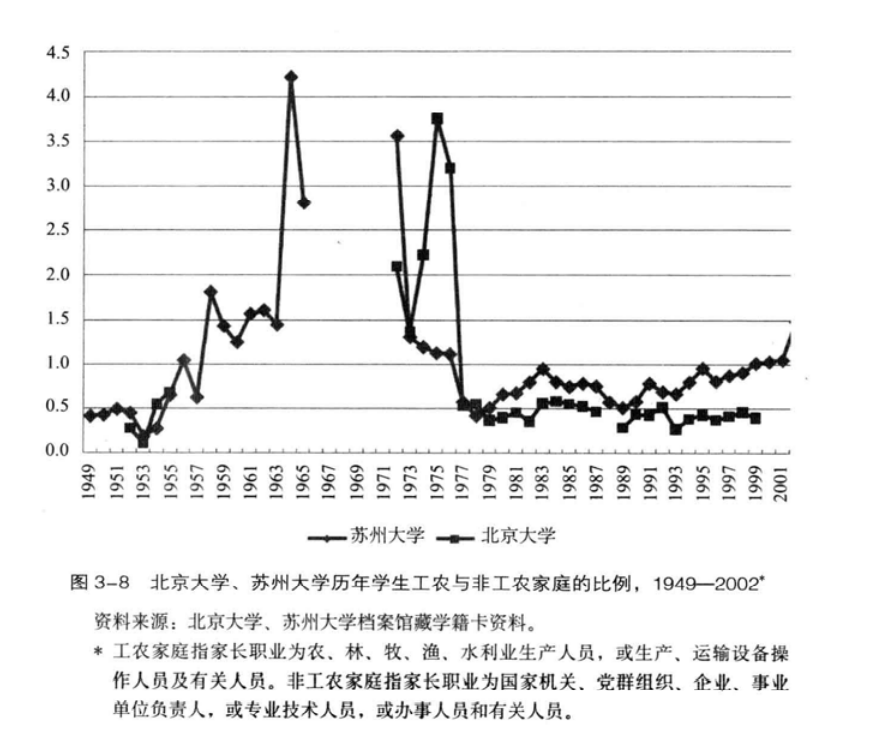 4.5
4.0
3.5
3.0
2.5
2.0
1.5
1.0
0.5
0.0
1949 1951 1953 1955 1957 1959 1961 1963 1965 1967 1969 1971 1973 1975 1977 1979 1981 1983 1985 1987 1989 1991 1993 1995 1997 1999 2001
苏州大学 北京大学
图 3-8 北京大学、苏州大学历年学生工农与非工农家庭的比例，1949—2002*
资料来源：北京大学、苏州大学档案馆藏学籍卡资料。
* 工农家庭指家长职业为农、林、牧、渔、水利业生产人员，或生产、运输设备操
作人员及有关人员。非工农家庭指家长职业为国家机关、党群组织、企业、事业
单位负责人，或专业技术人员，或办事人员和有关人员。